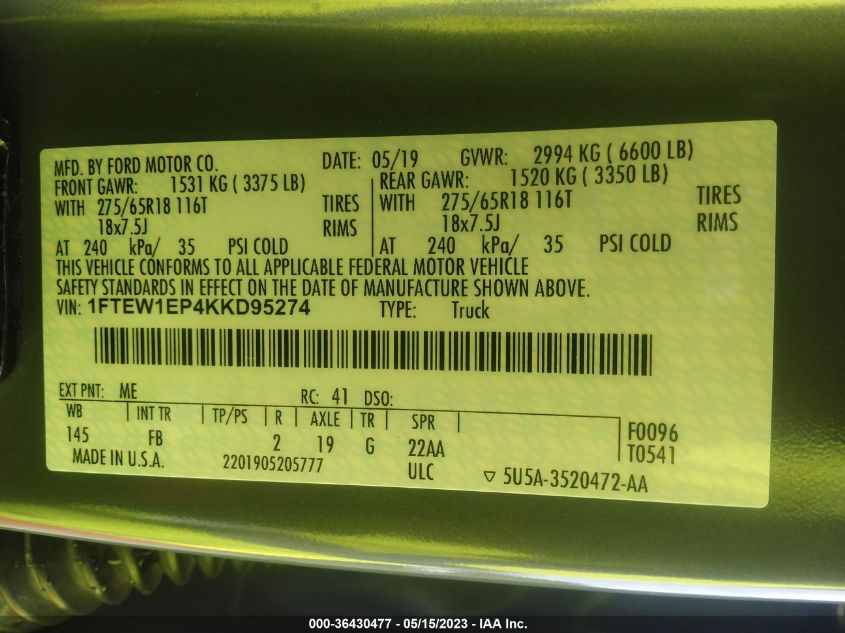 MFD. BY FORD MOTOR CO. DATE: 05/19 GVWR: 2994 KG ( 6600 LB)
FRONT GAWR: 1531 KG ( 3375 LB) REAR GAWR: 1520 KG ( 3350 LB)
WITH 275/65R18 116T TIRES WITH 275/65R18 116T TIRES
18x7.5J RIMS 18x7.5J RIMS
AT 240 kPa/ 35 PSI COLD AT 240 kPa/ 35 PSI COLD
THIS VEHICLE CONFORMS TO ALL APPLICABLE FEDERAL MOTOR VEHICLE
SAFETY STANDARDS IN EFFECT ON THE DATE OF MANUFACTURE SHOWN ABOVE.
VIN: 1FTEW1EP4KKD95274 TYPE: Truck
EXT PNT: ME RC: 41 DSO:
WB INT TR TP/PS R AXLE TR SPR
145 FB 2 19 G 22AA F0096
T0541
MADE IN U.S.A. 2201905205777 ULC ▽ 5U5A-3520472-AA
000-36430477 - 05/15/2023 - IAA Inc.